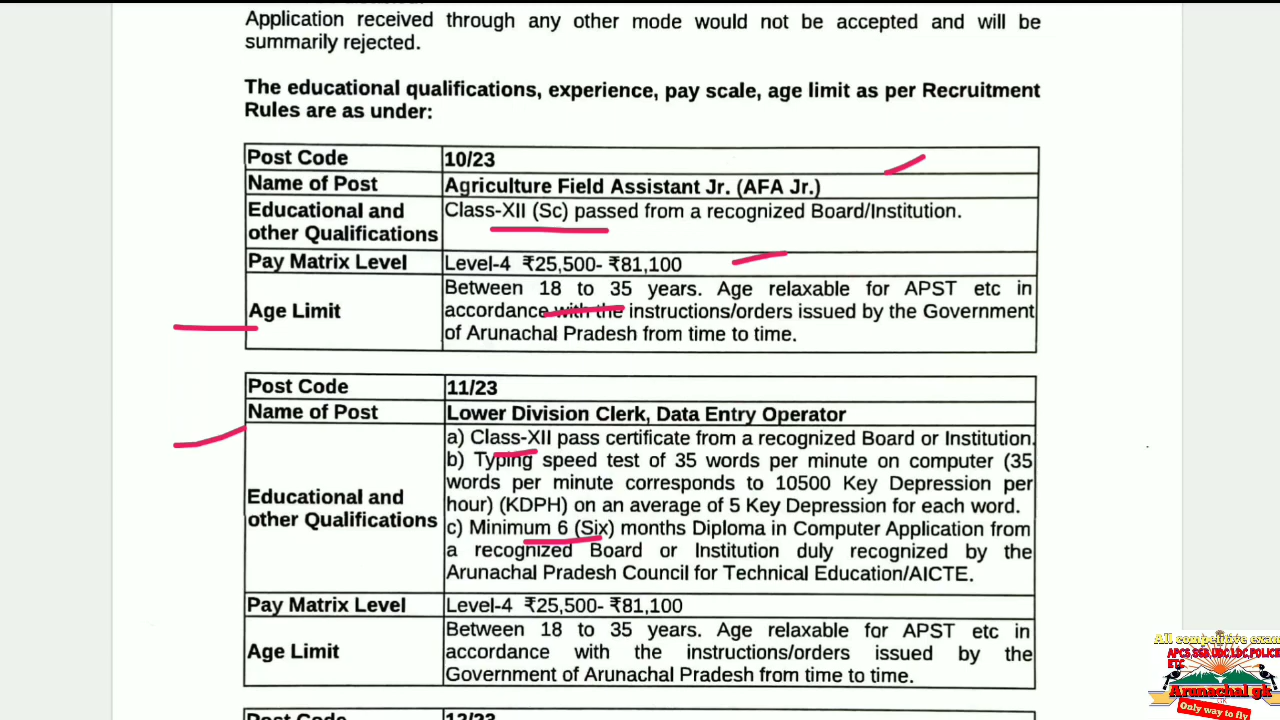 Application received through any other mode would not be accepted and will be
summarily rejected.
The educational qualifications, experience, pay scale, age limit as per Recruitment
Rules are as under:
Post Code 10/23
Name of Post Agriculture Field Assistant Jr. (AFA Jr.)
Educational and other Qualifications Class-XII (Sc) passed from a recognized Board/Institution.
Pay Matrix Level Level-4 ₹25,500- ₹81,100
Age Limit Between 18 to 35 years. Age relaxable for APST etc in
accordance with the instructions/orders issued by the Government
of Arunachal Pradesh from time to time.
Post Code 11/23
Name of Post Lower Division Clerk, Data Entry Operator
Educational and other Qualifications a) Class-XII pass certificate from a recognized Board or Institution.
b) Typing speed test of 35 words per minute on computer (35
words per minute corresponds to 10500 Key Depression per
hour) (KDPH) on an average of 5 Key Depression for each word.
c) Minimum 6 (Six) months Diploma in Computer Application from
a recognized Board or Institution duly recognized by the
Arunachal Pradesh Council for Technical Education/AICTE.
Pay Matrix Level Level-4 ₹25,500- ₹81,100
Age Limit Between 18 to 35 years. Age relaxable for APST etc in
accordance with the instructions/orders issued by the
Government of Arunachal Pradesh from time to time.
Post Code 12/23
All competitive exam
APCS,SSB,UDC,LDC,POLICE
ETC
Arunachal gk
Only way to fly